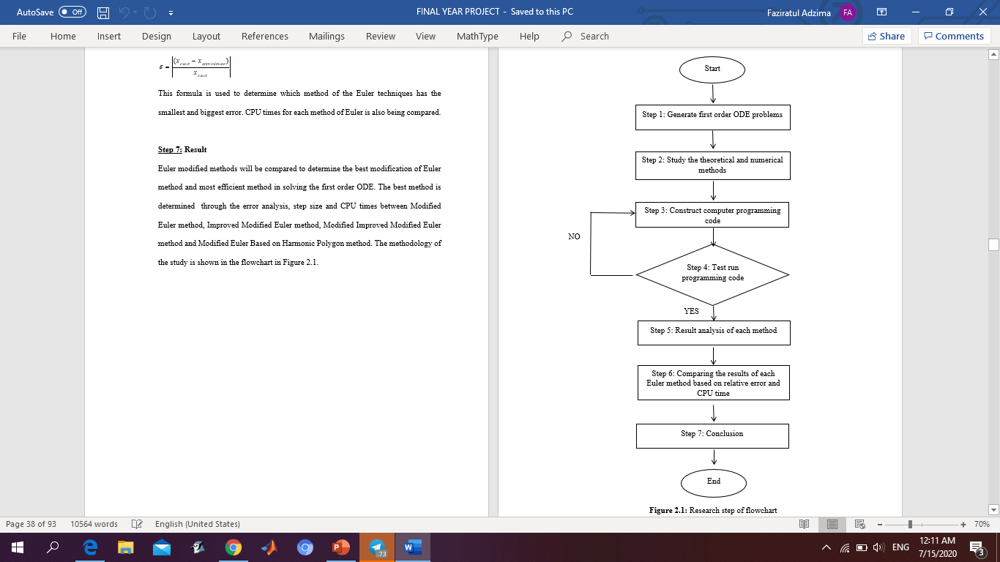 AutoSave Off
FINAL YEAR PROJECT - Saved to this PC
Faziratul Adzima FA
File Home Insert Design Layout References Mailings Review View MathType Help Search
Share Comments
ε = |(x exact − x approximate) / x exact|
This formula is used to determine which method of the Euler techniques has the
smallest and biggest error. CPU times for each method of Euler is also being compared.
Step 7: Result
Euler modified methods will be compared to determine the best modification of Euler
method and most efficient method in solving the first order ODE. The best method is
determined through the error analysis, step size and CPU times between Modified
Euler method, Improved Modified Euler method, Modified Improved Modified Euler
method and Modified Euler Based on Harmonic Polygon method. The methodology of
the study is shown in the flowchart in Figure 2.1.
Start
Step 1: Generate first order ODE problems
Step 2: Study the theoretical and numerical
methods
Step 3: Construct computer programming
code
NO
Step 4: Test run
programming code
YES
Step 5: Result analysis of each method
Step 6: Comparing the results of each
Euler method based on relative error and
CPU time
Step 7: Conclusion
End
Figure 2.1: Research step of flowchart
Page 38 of 93 10564 words English (United States)
70%
.73
ENG
12:11 AM
7/15/2020
3